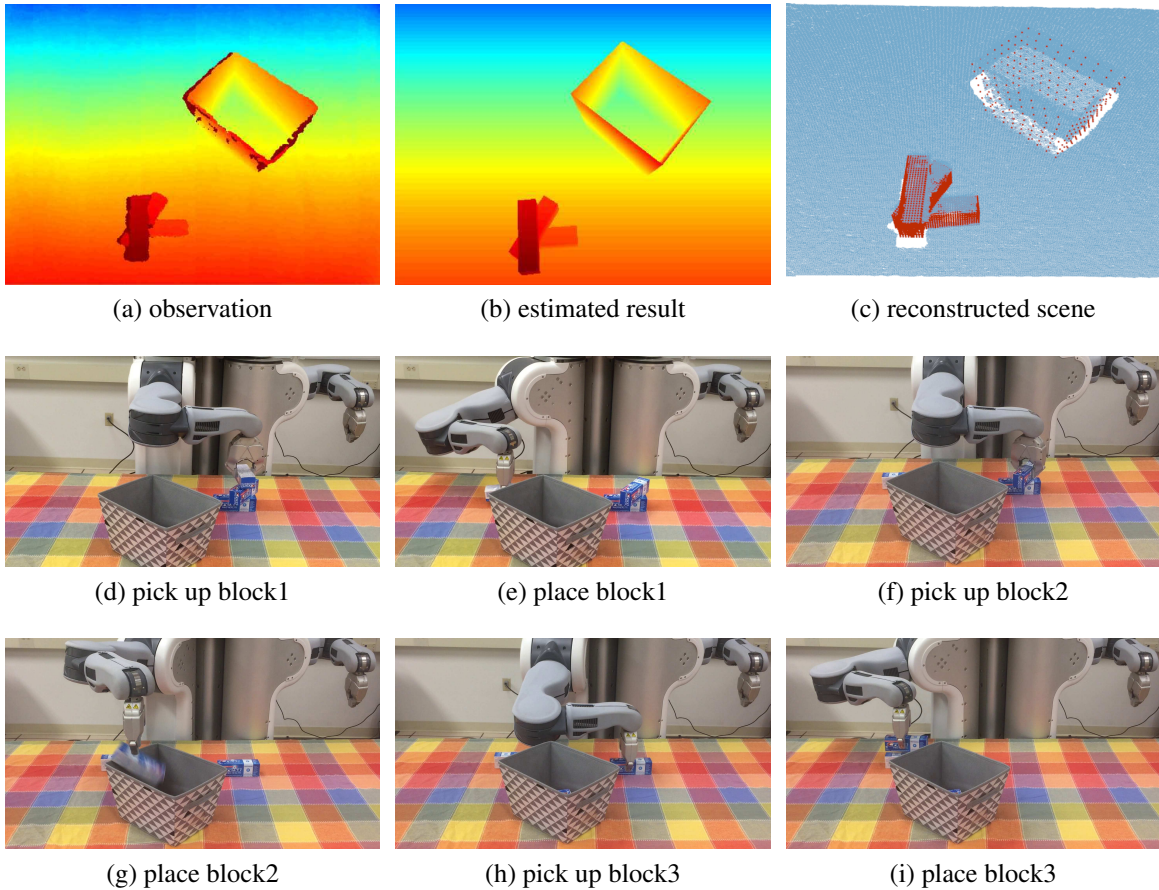 (a) observation
(b) estimated result
(c) reconstructed scene
(d) pick up block1
(e) place block1
(f) pick up block2
(g) place block2
(h) pick up block3
(i) place block3